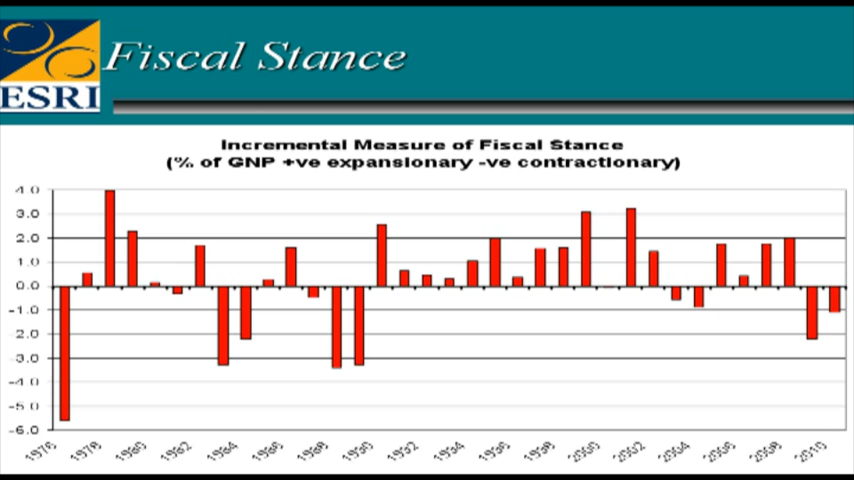 ESRI
Fiscal Stance
Incremental Measure of Fiscal Stance
(% of GNP +ve expansionary -ve contractionary)
4.0
3.0
2.0
1.0
0.0
-1.0
-2.0
-3.0
-4.0
-5.0
-6.0
1976 1978 1980 1982 1984 1986 1988 1990 1992 1994 1996 1998 2000 2002 2004 2006 2008 2010